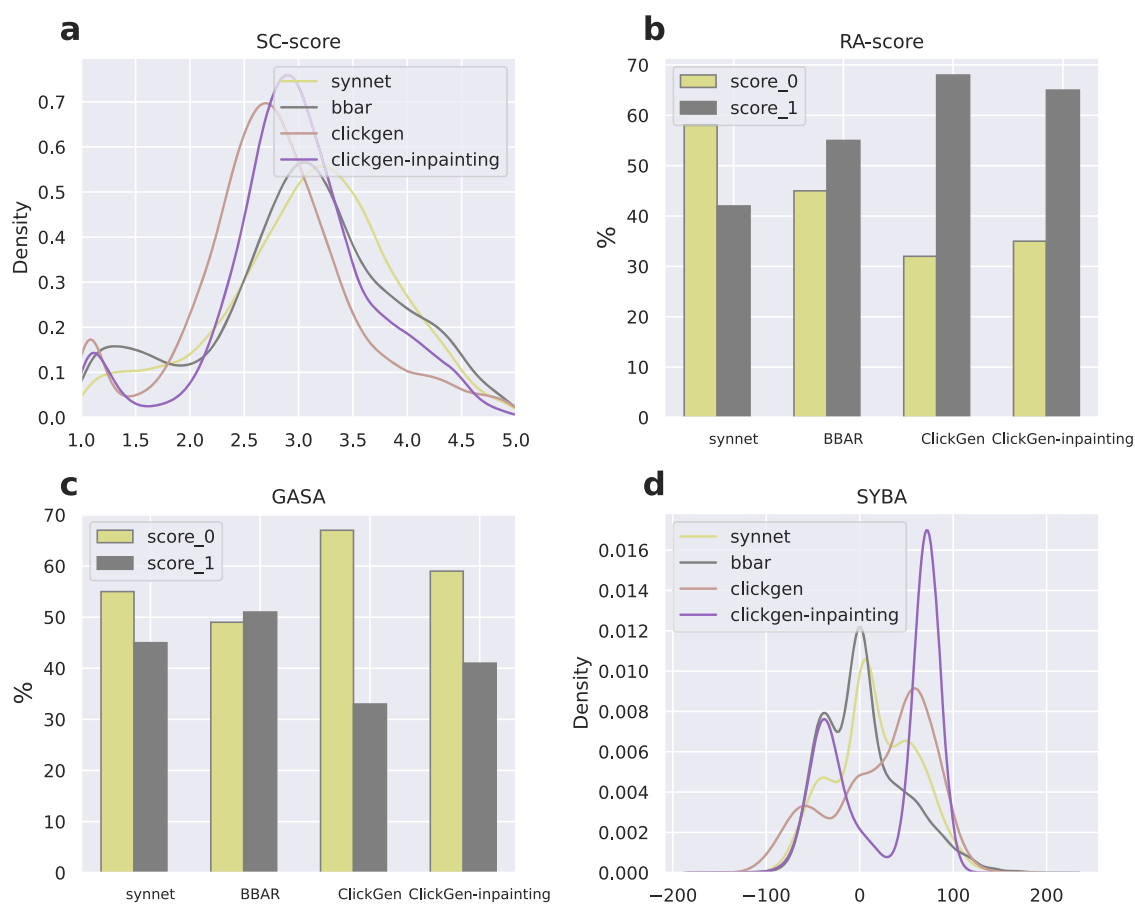 a
SC-score
synnet
bbar
clickgen
clickgen-inpainting
Density
0.7
0.6
0.5
0.4
0.3
0.2
0.1
0.0
1.0 1.5 2.0 2.5 3.0 3.5 4.0 4.5 5.0
b
RA-score
score_0
score_1
%
70
60
50
40
30
20
10
0
synnet BBAR ClickGen ClickGen-inpainting
c
GASA
score_0
score_1
%
70
60
50
40
30
20
10
0
synnet BBAR ClickGen ClickGen-inpainting
d
SYBA
synnet
bbar
clickgen
clickgen-inpainting
Density
0.016
0.014
0.012
0.010
0.008
0.006
0.004
0.002
0.000
−200 −100 0 100 200